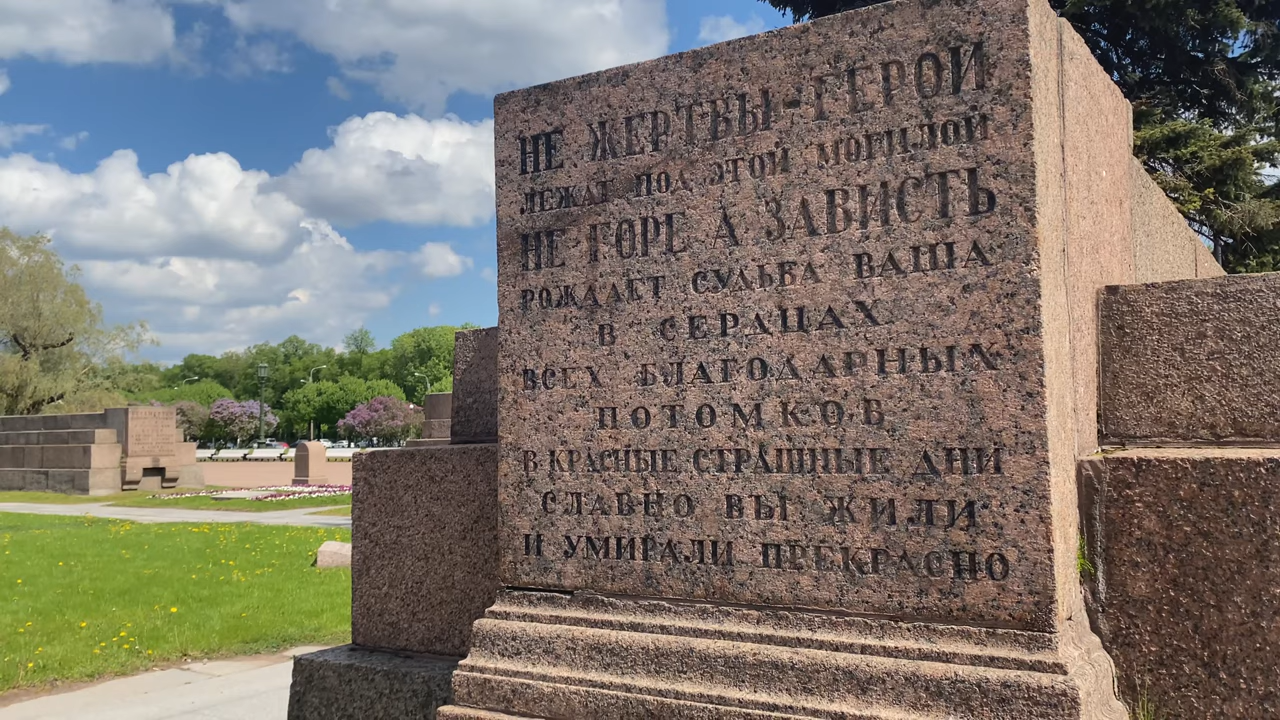 НЕ ЖЕРТВЫ-ГЕРОИ
ЛЕЖАТ ПОД ЭТОЙ МОГИЛОЙ
НЕ ГОРЕ А ЗАВИСТЬ
РОЖДАЕТ СУДЬБА ВАША
В СЕРДЦАХ
ВСЕХ БЛАГОДАРНЫХ
ПОТОМКОВ
В КРАСНЫЕ СТРАШНЫЕ ДНИ
СЛАВНО ВЫ ЖИЛИ
И УМИРАЛИ ПРЕКРАСНО